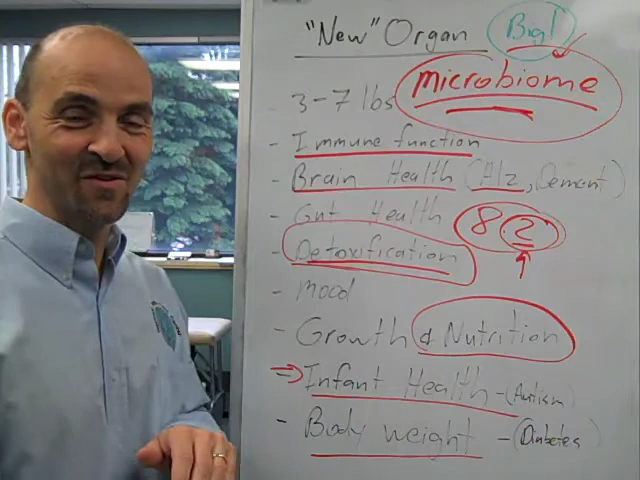 "New" Organ Big!
microbiome
3-7 lbs
- Immune function
- Brain Health (Alz, Dement)
- Gut Health 8 2
- Detoxification
- Mood
- Growth & Nutrition
⇒ Infant Health - (Autism)
- Body weight - (Diabetes)